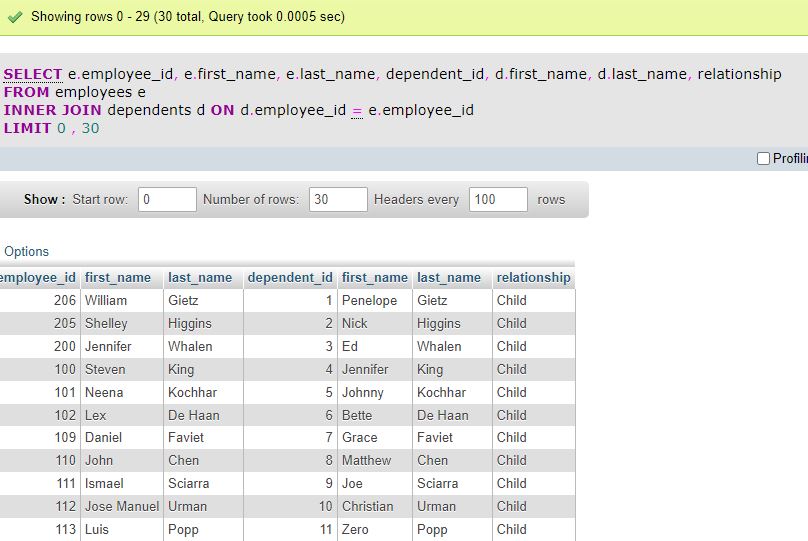 Showing rows 0 - 29 (30 total, Query took 0.0005 sec)
SELECT e.employee_id, e.first_name, e.last_name, dependent_id, d.first_name, d.last_name, relationship
FROM employees e
INNER JOIN dependents d ON d.employee_id = e.employee_id
LIMIT 0 , 30
Profili
Show : Start row: 0 Number of rows: 30 Headers every 100 rows
Options
employee_id first_name last_name dependent_id first_name last_name relationship
206 William Gietz 1 Penelope Gietz Child
205 Shelley Higgins 2 Nick Higgins Child
200 Jennifer Whalen 3 Ed Whalen Child
100 Steven King 4 Jennifer King Child
101 Neena Kochhar 5 Johnny Kochhar Child
102 Lex De Haan 6 Bette De Haan Child
109 Daniel Faviet 7 Grace Faviet Child
110 John Chen 8 Matthew Chen Child
111 Ismael Sciarra 9 Joe Sciarra Child
112 Jose Manuel Urman 10 Christian Urman Child
113 Luis Popp 11 Zero Popp Child